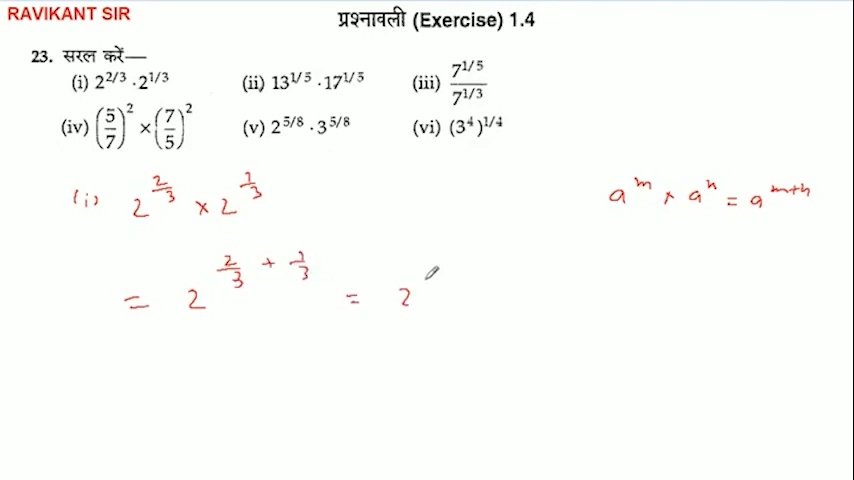 RAVIKANT SIR
प्रश्नावली (Exercise) 1.4
23. सरल करें—
(i) 2^{2/3} · 2^{1/3} (ii) 13^{1/5} · 17^{1/5} (iii) 7^{1/5} / 7^{1/3}
(iv) (5/7)^2 × (7/5)^2 (v) 2^{5/8} · 3^{5/8} (vi) (3^4)^{1/4}
(i) 2^{2/3} × 2^{1/3} a^m × a^n = a^{m+n}
= 2^{2/3 + 1/3} = 2